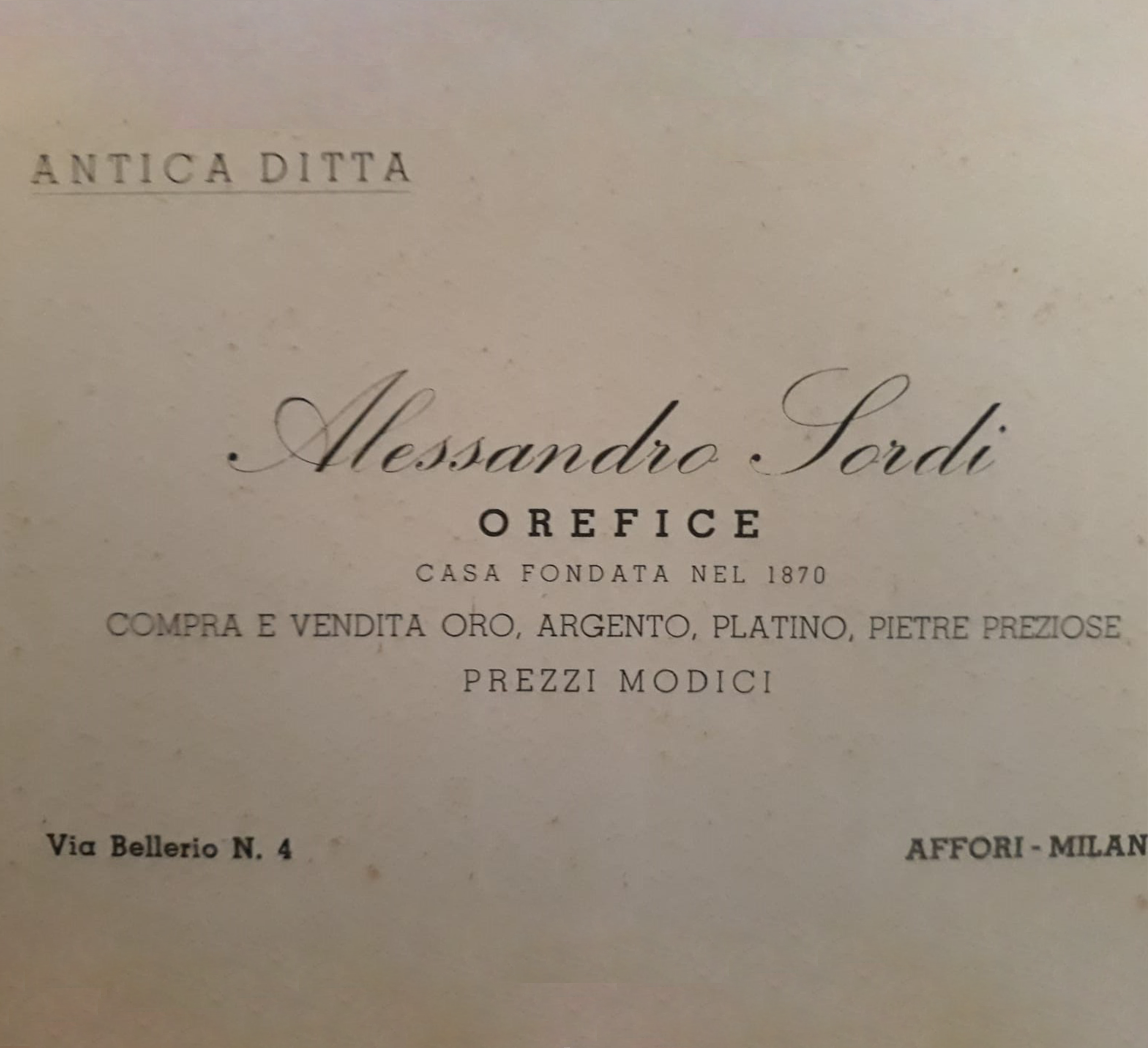 ANTICA DITTA
Alessandro Sordi
OREFICE
CASA FONDATA NEL 1870
COMPRA E VENDITA ORO, ARGENTO, PLATINO, PIETRE PREZIOSE
PREZZI MODICI
Via Bellerio N. 4
AFFORI - MILAN